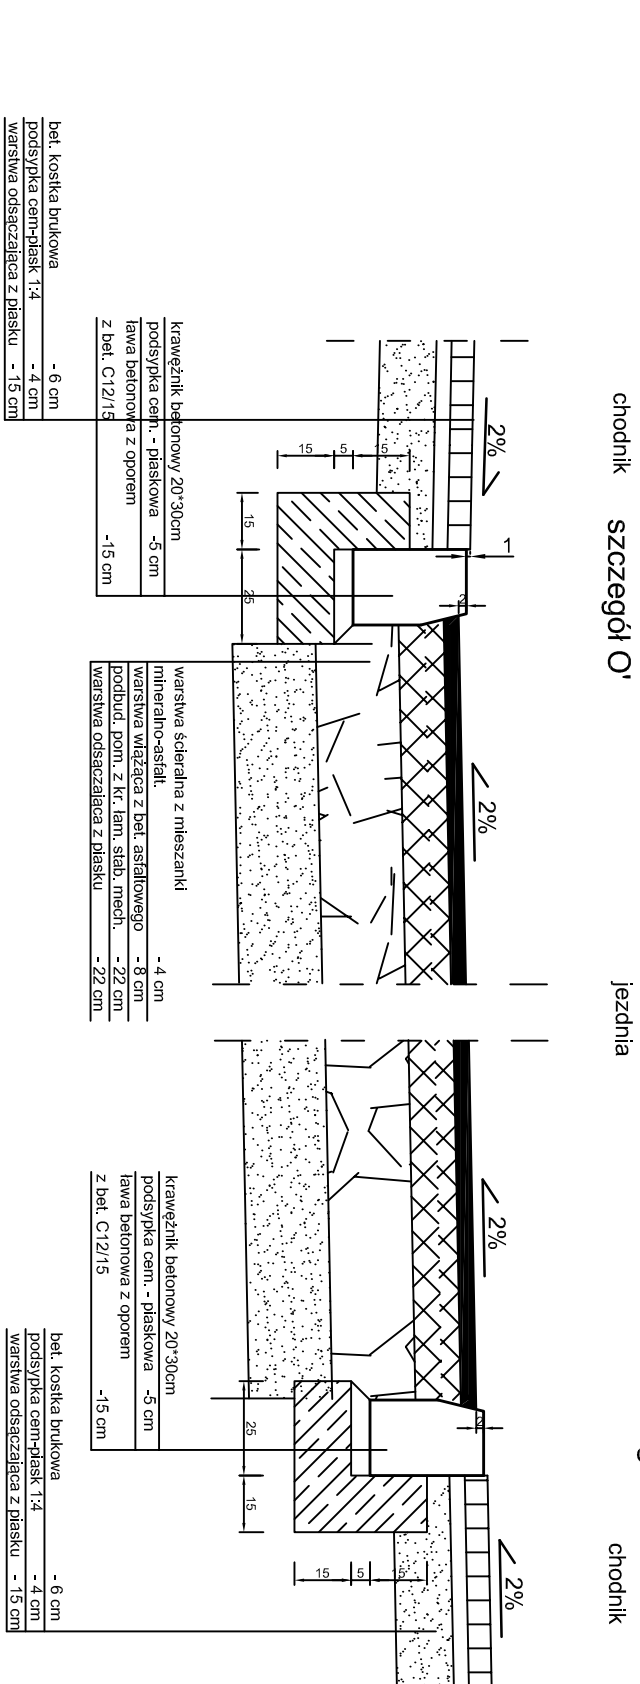 chodnik
szczegół O'
jezdnia
chodnik
2%
2%
2%
2%
1
2
2
15
5
15
15
25
25
15
15
5
15
krawężnik betonowy 20*30cm
podsypka cem. - piaskowa -5 cm
ława betonowa z oporem
z bet. C12/15 -15 cm
bet. kostka brukowa - 6 cm
podsypka cem-piask 1:4 - 4 cm
warstwa odsączająca z piasku - 15 cm
warstwa ścieralna z mieszanki
mineralno-asfalt. - 4 cm
warstwa wiążąca z bet. asfaltowego - 8 cm
podbud. pom. z kr. łam. stab. mech. - 22 cm
warstwa odsączająca z piasku - 22 cm
krawężnik betonowy 20*30cm
podsypka cem. - piaskowa -5 cm
ława betonowa z oporem
z bet. C12/15 -15 cm
bet. kostka brukowa - 6 cm
podsypka cem-piask 1:4 - 4 cm
warstwa odsączająca z piasku - 15 cm